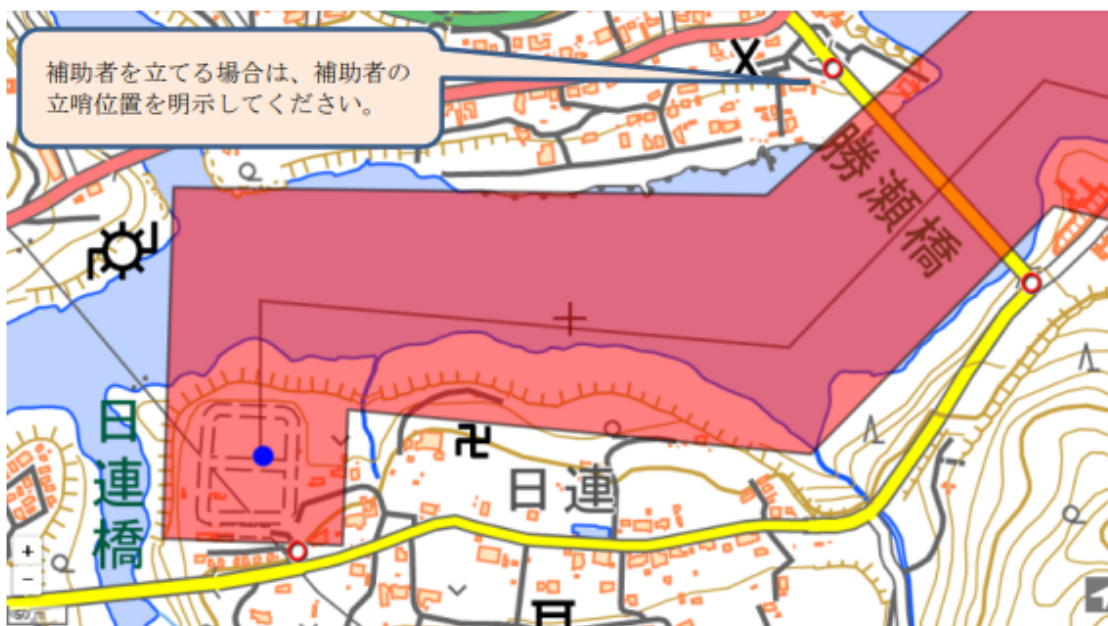 補助者を立てる場合は、補助者の
立哨位置を明示してください。
勝瀬橋
日連橋
日連
+
−
50 m